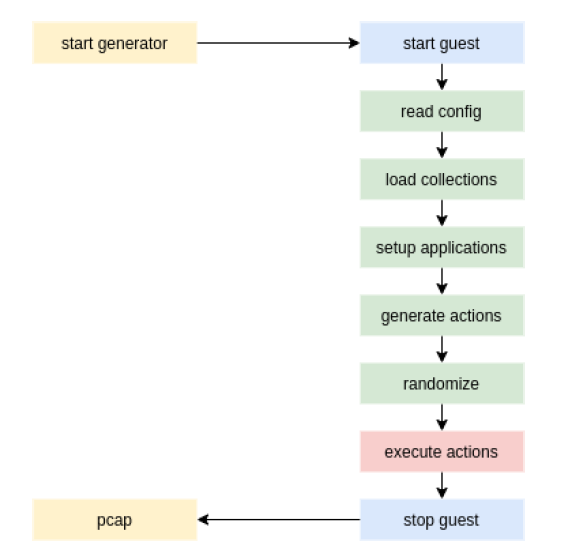 start generator
start guest
read config
load collections
setup applications
generate actions
randomize
execute actions
pcap
stop guest